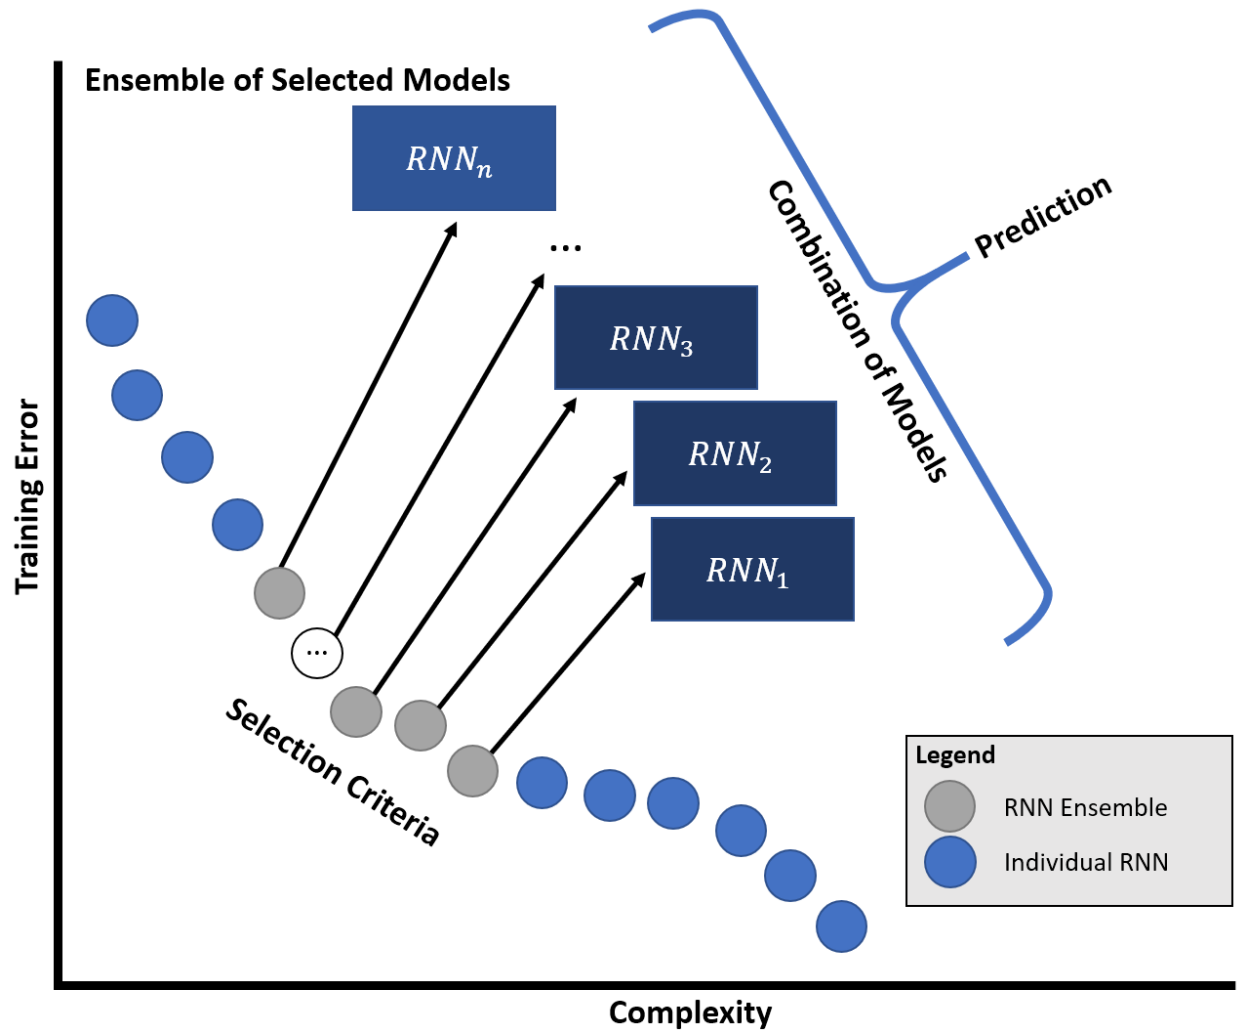 Ensemble of Selected Models
RNNₙ
...
RNN₃
RNN₂
RNN₁
Combination of Models
Prediction
Training Error
...
Selection Criteria
Legend
RNN Ensemble
Individual RNN
Complexity